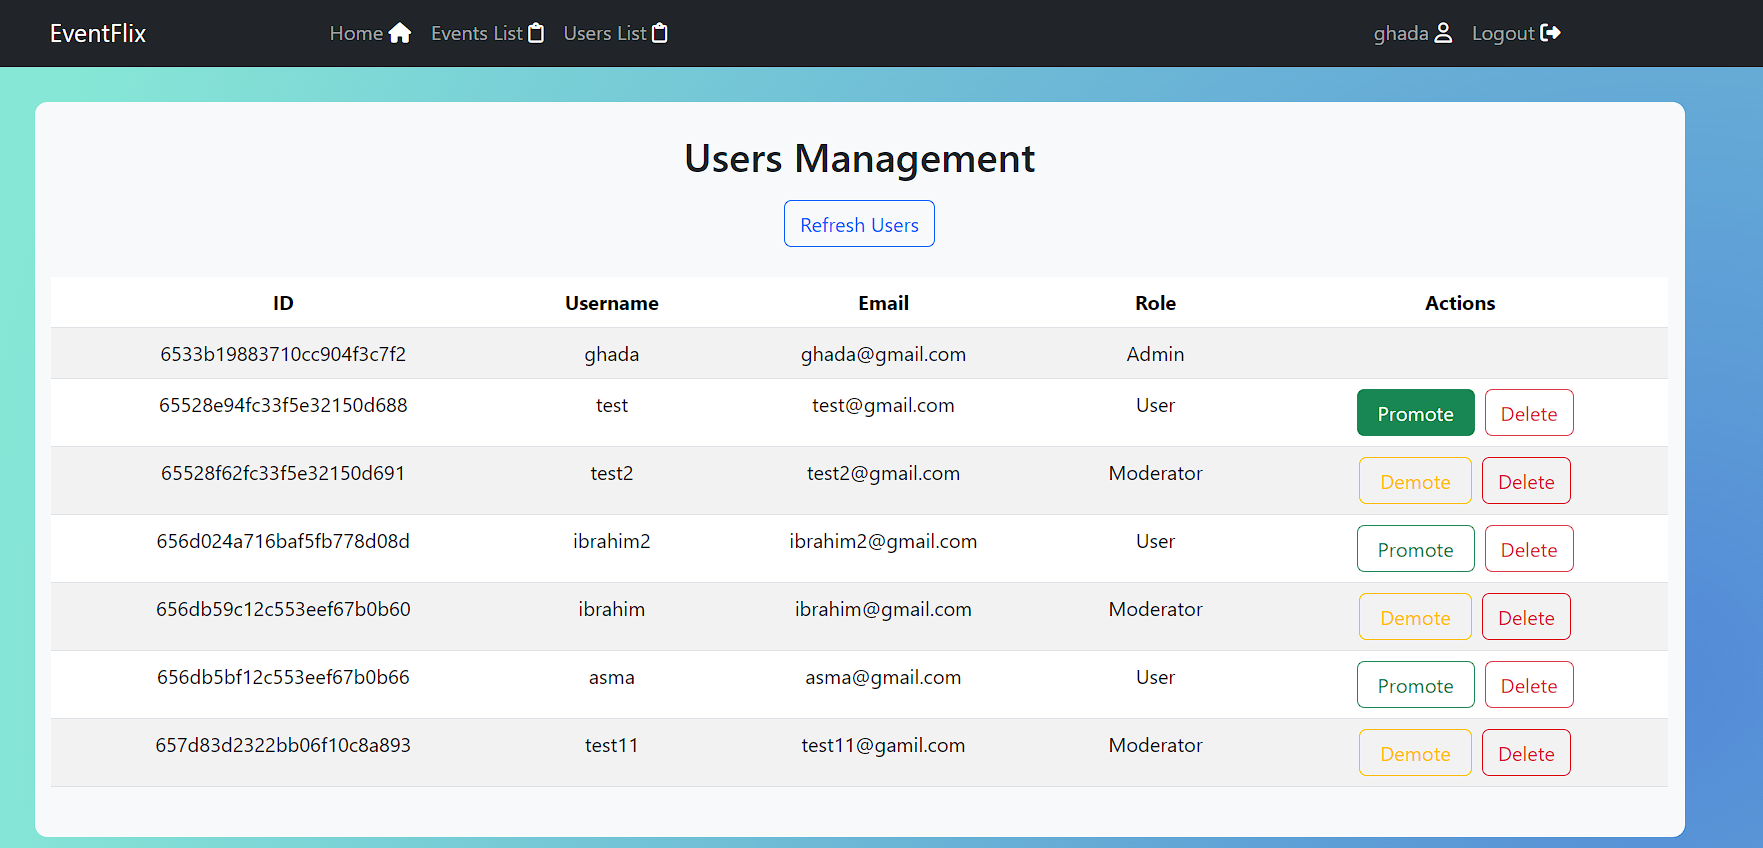 EventFlix Home Events List Users List ghada Logout
Users Management
Refresh Users
ID Username Email Role Actions
6533b19883710cc904f3c7f2 ghada ghada@gmail.com Admin
65528e94fc33f5e32150d688 test test@gmail.com User Promote Delete
65528f62fc33f5e32150d691 test2 test2@gmail.com Moderator Demote Delete
656d024a716baf5fb778d08d ibrahim2 ibrahim2@gmail.com User Promote Delete
656db59c12c553eef67b0b60 ibrahim ibrahim@gmail.com Moderator Demote Delete
656db5bf12c553eef67b0b66 asma asma@gmail.com User Promote Delete
657d83d2322bb06f10c8a893 test11 test11@gamil.com Moderator Demote Delete